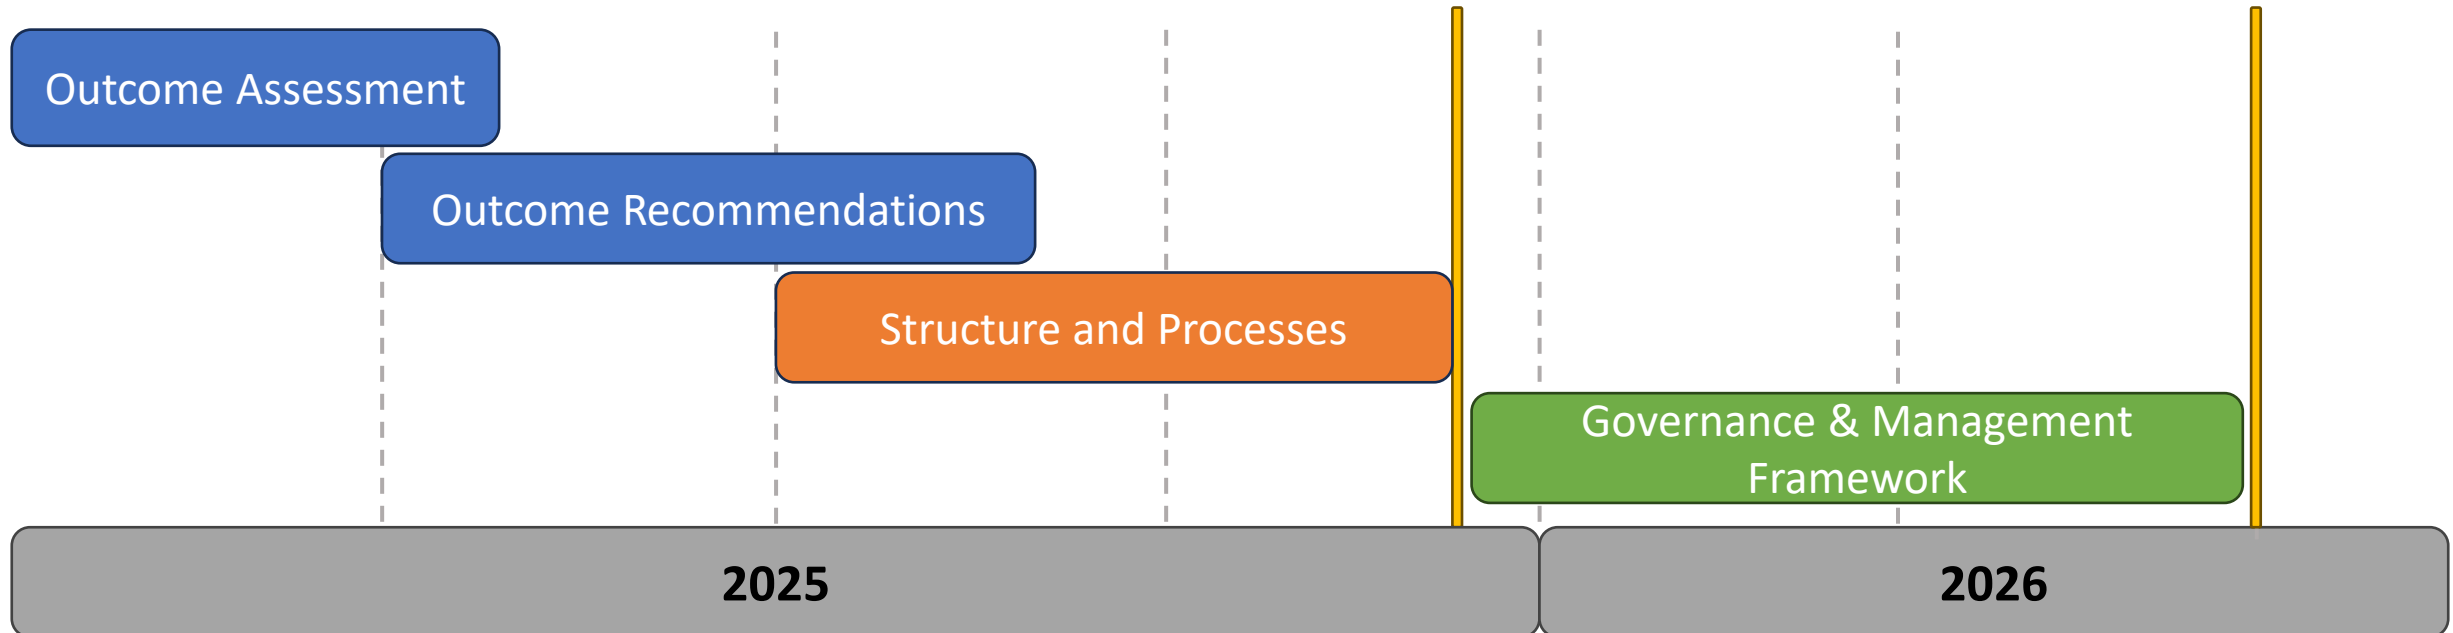 Outcome Assessment
Outcome Recommendations
Structure and Processes
Governance & Management
Framework
2025
2026